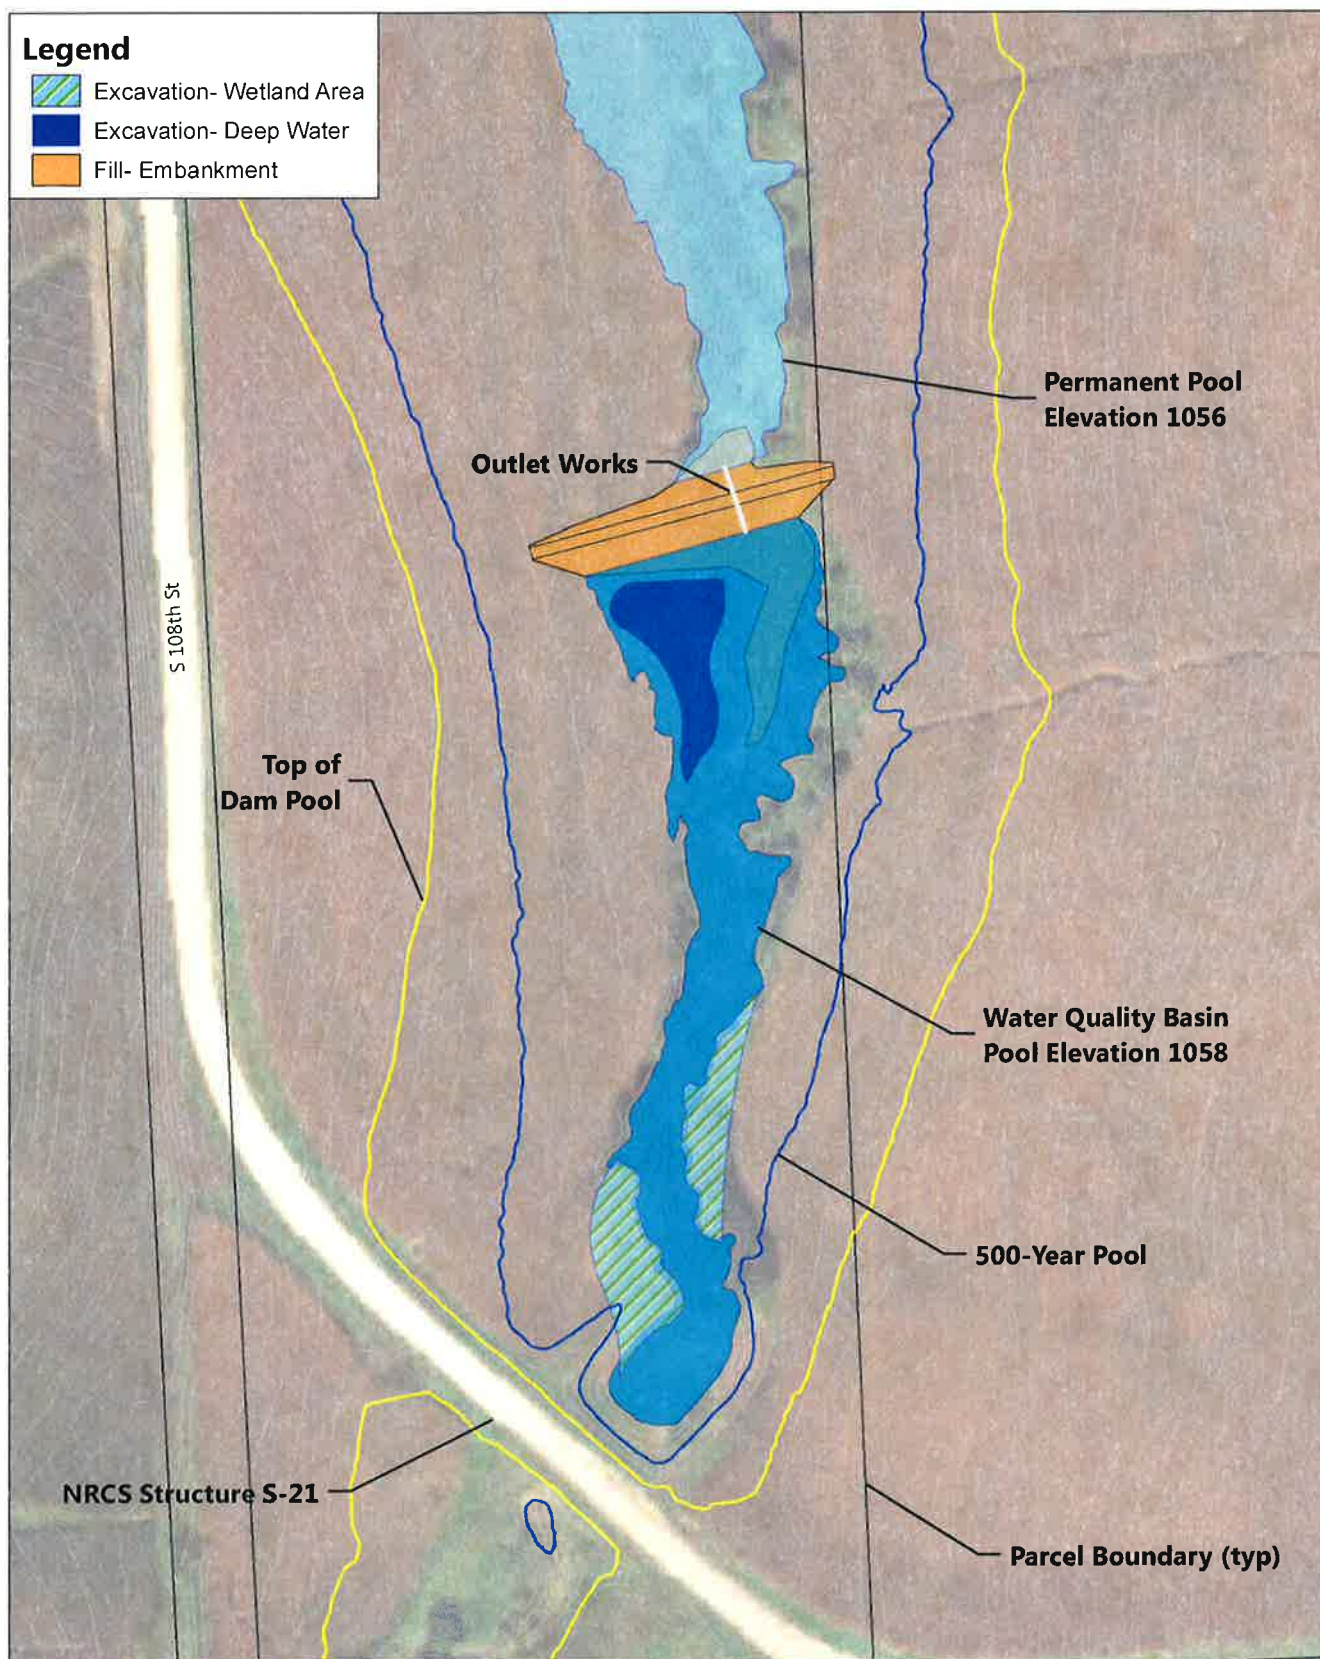 Legend
Excavation- Wetland Area
Excavation- Deep Water
Fill- Embankment
Permanent Pool
Elevation 1056
Outlet Works
S 108th St
Top of
Dam Pool
Water Quality Basin
Pool Elevation 1058
500-Year Pool
NRCS Structure S-21
Parcel Boundary (typ)